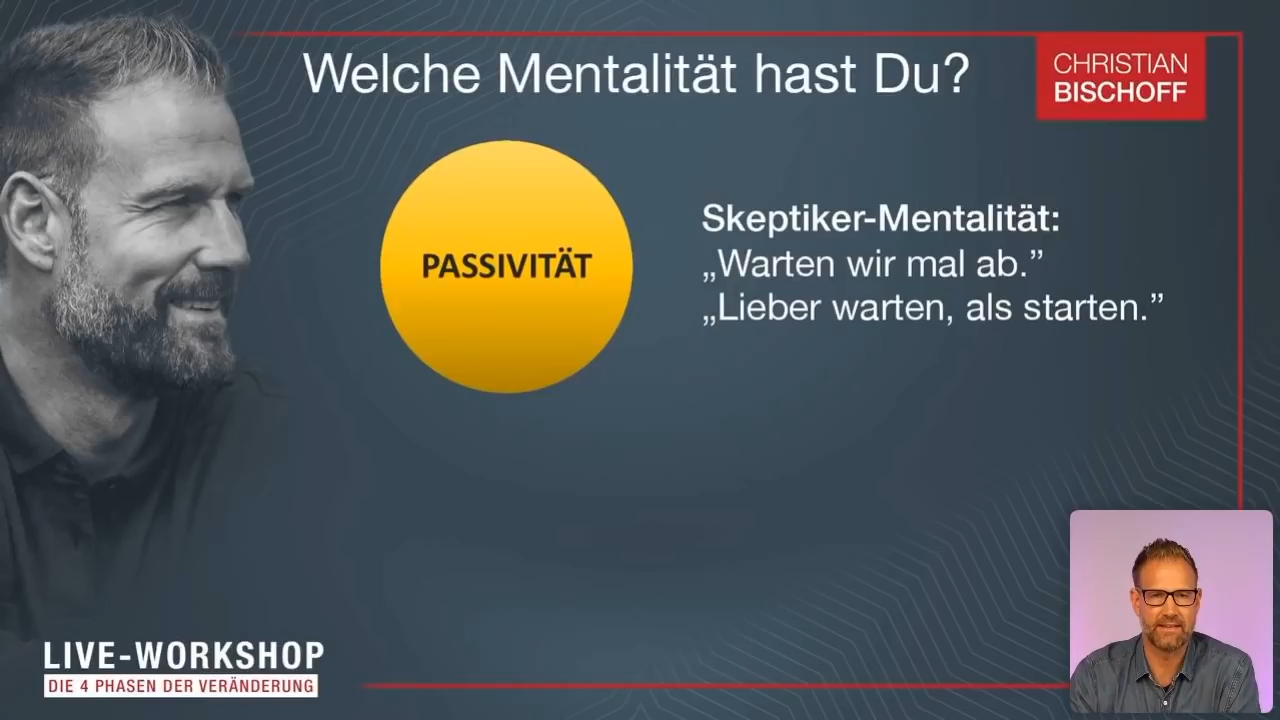 Welche Mentalität hast Du?
CHRISTIAN
BISCHOFF
PASSIVITÄT
Skeptiker-Mentalität:
„Warten wir mal ab.”
„Lieber warten, als starten.”
LIVE-WORKSHOP
DIE 4 PHASEN DER VERÄNDERUNG